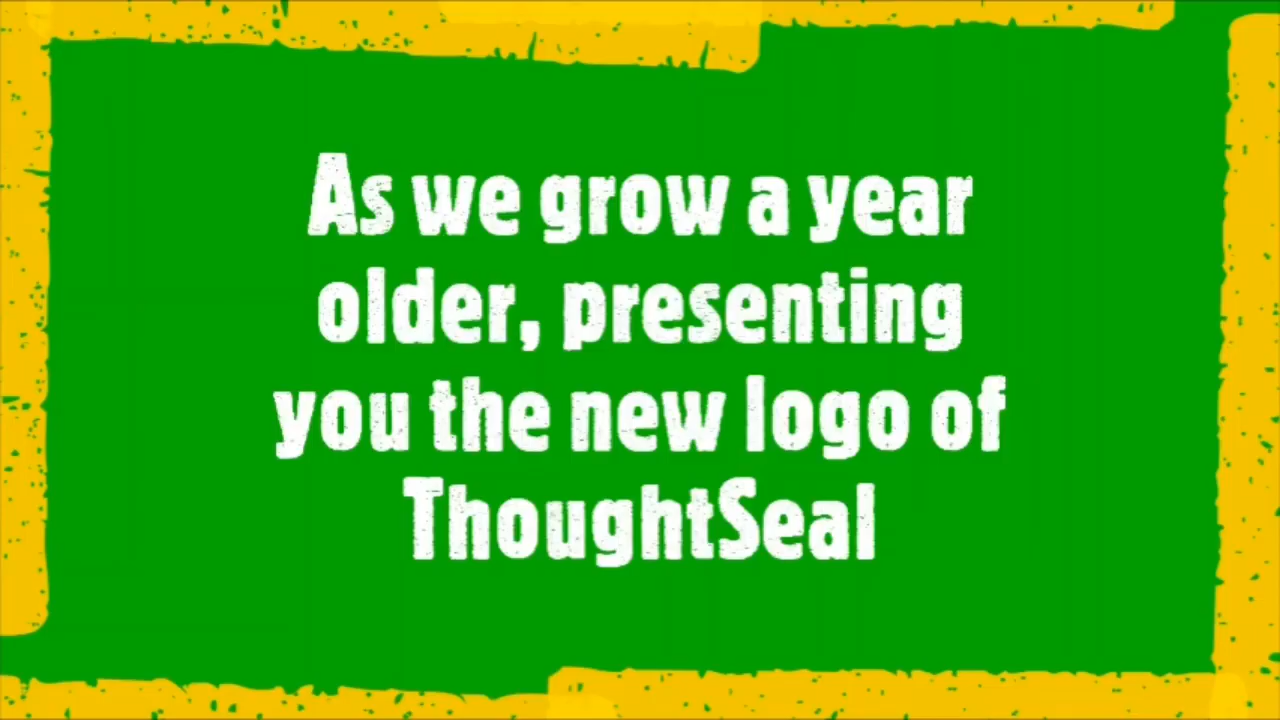 As we grow a year
older, presenting
you the new logo of
ThoughtSeal